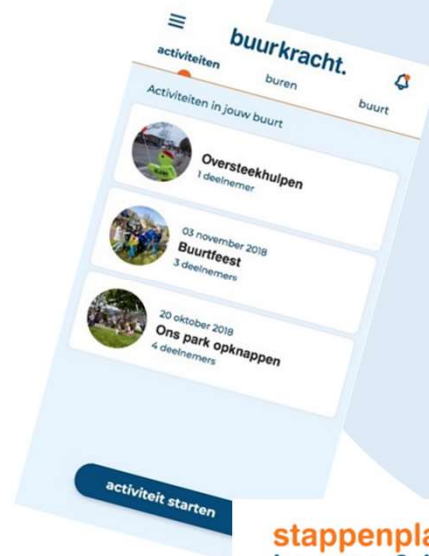 buurkracht.
activiteiten
buren
buurt
Activiteiten in jouw buurt
Oversteekhulpen
1 deelnemer
03 november 2018
Buurtfeest
3 deelnemers
20 oktober 2018
Ons park opknappen
4 deelnemers
activiteit starten